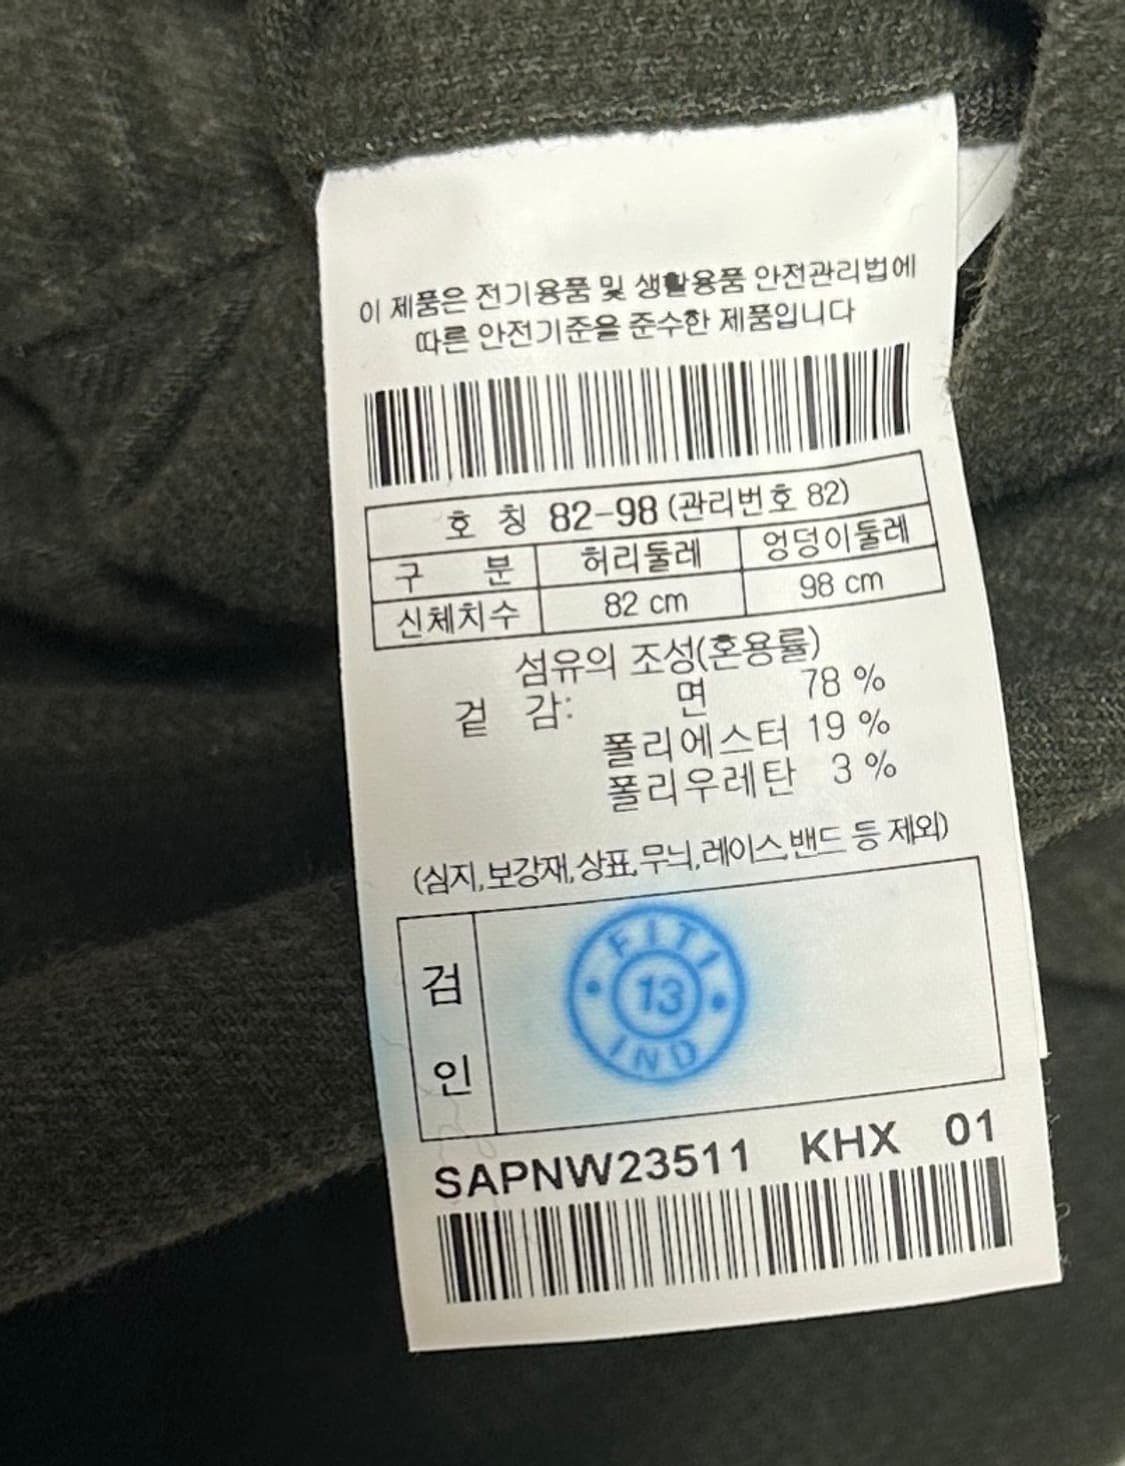 이 제품은 전기용품 및 생활용품 안전관리법에
따른 안전기준을 준수한 제품입니다
호 칭 82-98 (관리번호 82)
구 분 허리둘레 엉덩이둘레
신체치수 82 cm 98 cm
섬유의 조성(혼용률)
겉 감: 면 78 %
폴리에스터 19 %
폴리우레탄 3 %
(심지,보강재,상표,무늬,레이스,밴드 등 제외)
검
인
FITI
13
IND
SAPNW23511 KHX 01